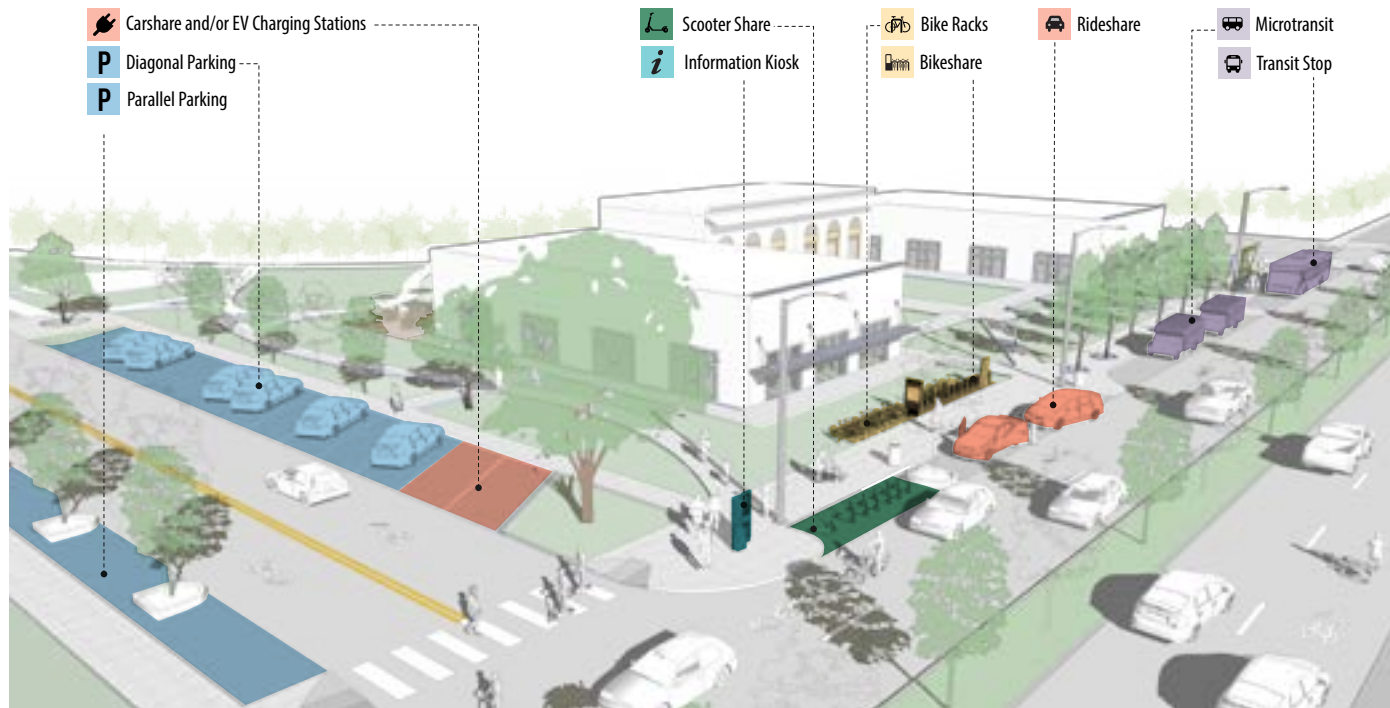 Carshare and/or EV Charging Stations
P Diagonal Parking
P Parallel Parking
Scooter Share
i Information Kiosk
Bike Racks
Bikeshare
Rideshare
Microtransit
Transit Stop